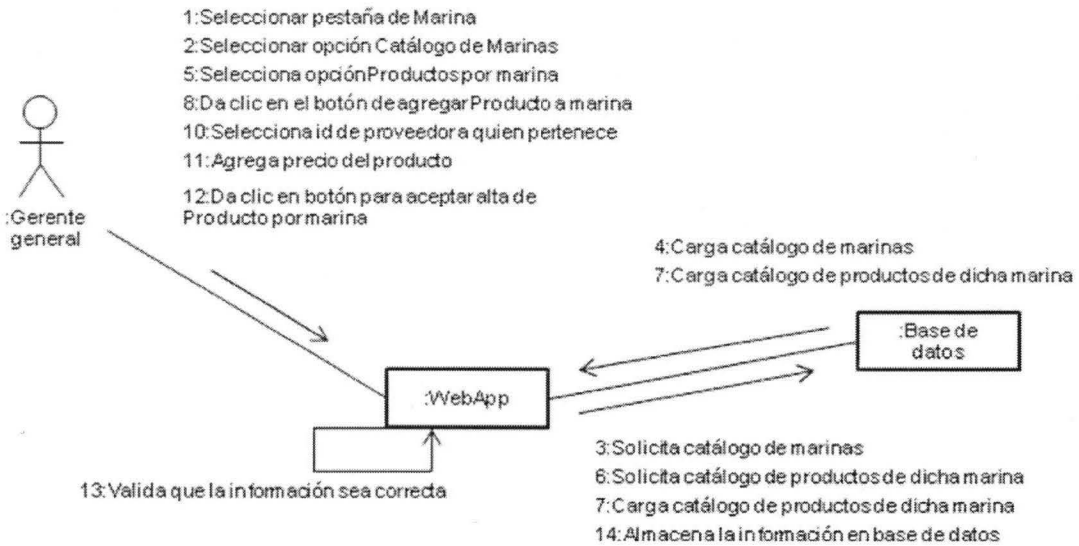 1:Seleccionar pestaña de Marina
2:Seleccionar opción Catálogo de Marinas
5:Selecciona opción Productos por marina
8:Da clic en el botón de agregar Producto a marina
10:Selecciona id de proveedor a quien pertenece
11:Agrega precio del producto
12:Da clic en botón para aceptar alta de
Producto por marina
:Gerente
general
4:Carga catálogo de marinas
7:Carga catálogo de productos de dicha marina
:Base de
datos
:WebApp
3:Solicita catálogo de marinas
6:Solicita catálogo de productos de dicha marina
7:Carga catálogo de productos de dicha marina
14:Almacena la información en base de datos
13:Valida que la información sea correcta